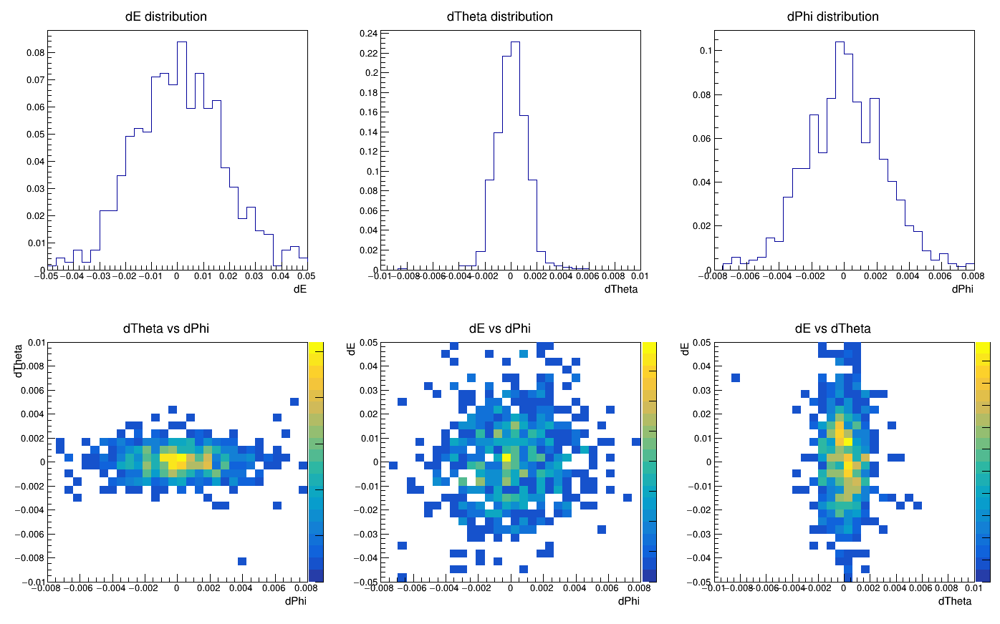 dE distribution
0.08
0.07
0.06
0.05
0.04
0.03
0.02
0.01
0
−0.05 −0.04 −0.03 −0.02 −0.01 0 0.01 0.02 0.03 0.04 0.05
dE
dTheta distribution
0.24
0.22
0.2
0.18
0.16
0.14
0.12
0.1
0.08
0.06
0.04
0.02
0
−0.01 −0.008 −0.006 −0.004 −0.002 0 0.002 0.004 0.006 0.008 0.01
dTheta
dPhi distribution
0.1
0.08
0.06
0.04
0.02
0
−0.008 −0.006 −0.004 −0.002 0 0.002 0.004 0.006 0.008
dPhi
dTheta vs dPhi
dTheta
0.01
0.008
0.006
0.004
0.002
0
−0.002
−0.004
−0.006
−0.008
−0.01
−0.008 −0.006 −0.004 −0.002 0 0.002 0.004 0.006 0.008
dPhi
dE vs dPhi
dE
0.05
0.04
0.03
0.02
0.01
0
−0.01
−0.02
−0.03
−0.04
−0.05
−0.008 −0.006 −0.004 −0.002 0 0.002 0.004 0.006 0.008
dPhi
dE vs dTheta
dE
0.05
0.04
0.03
0.02
0.01
0
−0.01
−0.02
−0.03
−0.04
−0.05
−0.01 −0.008 −0.006 −0.004 −0.002 0 0.002 0.004 0.006 0.008 0.01
dTheta